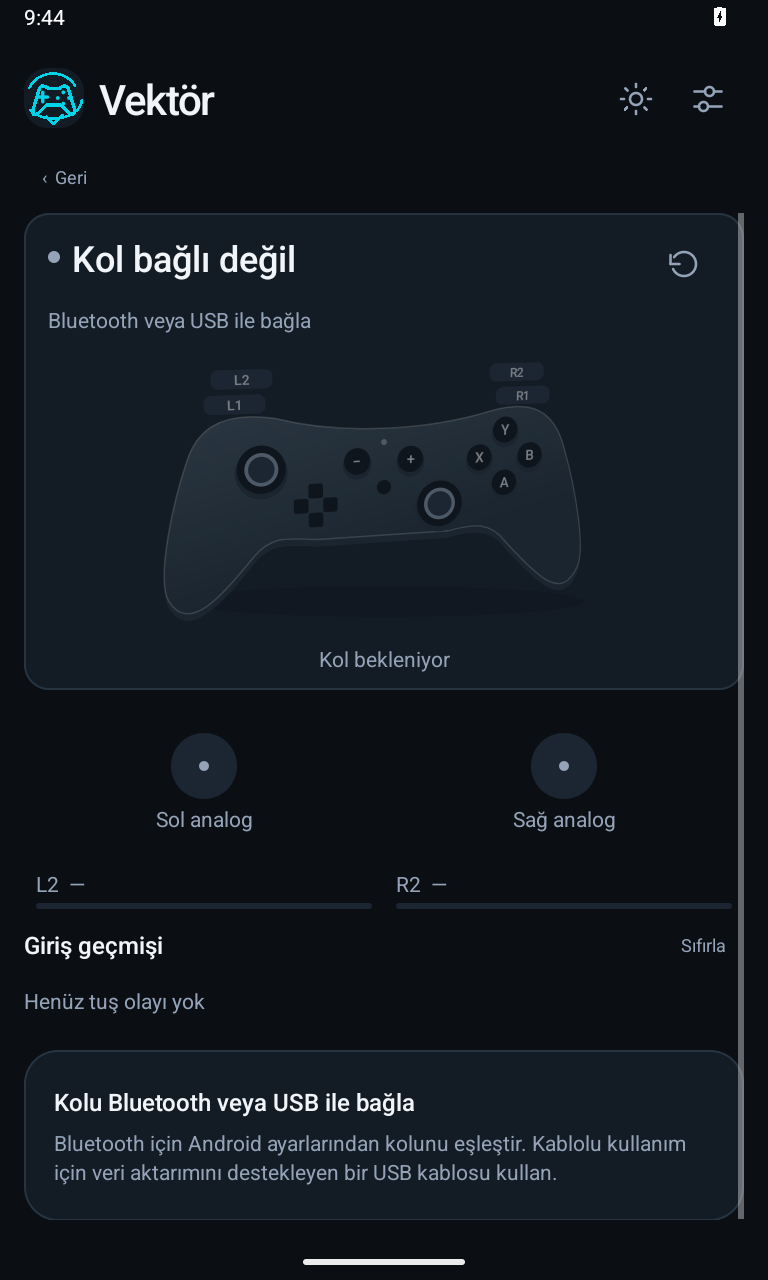 9:44
Vektör
‹ Geri
Kol bağlı değil
Bluetooth veya USB ile bağla
L2
R2
L1
R1
Y
X
B
A
−
+
Kol bekleniyor
Sol analog
Sağ analog
L2 —
R2 —
Giriş geçmişi
Sıfırla
Henüz tuş olayı yok
Kolu Bluetooth veya USB ile bağla
Bluetooth için Android ayarlarından kolunu eşleştir. Kablolu kullanım
için veri aktarımını destekleyen bir USB kablosu kullan.